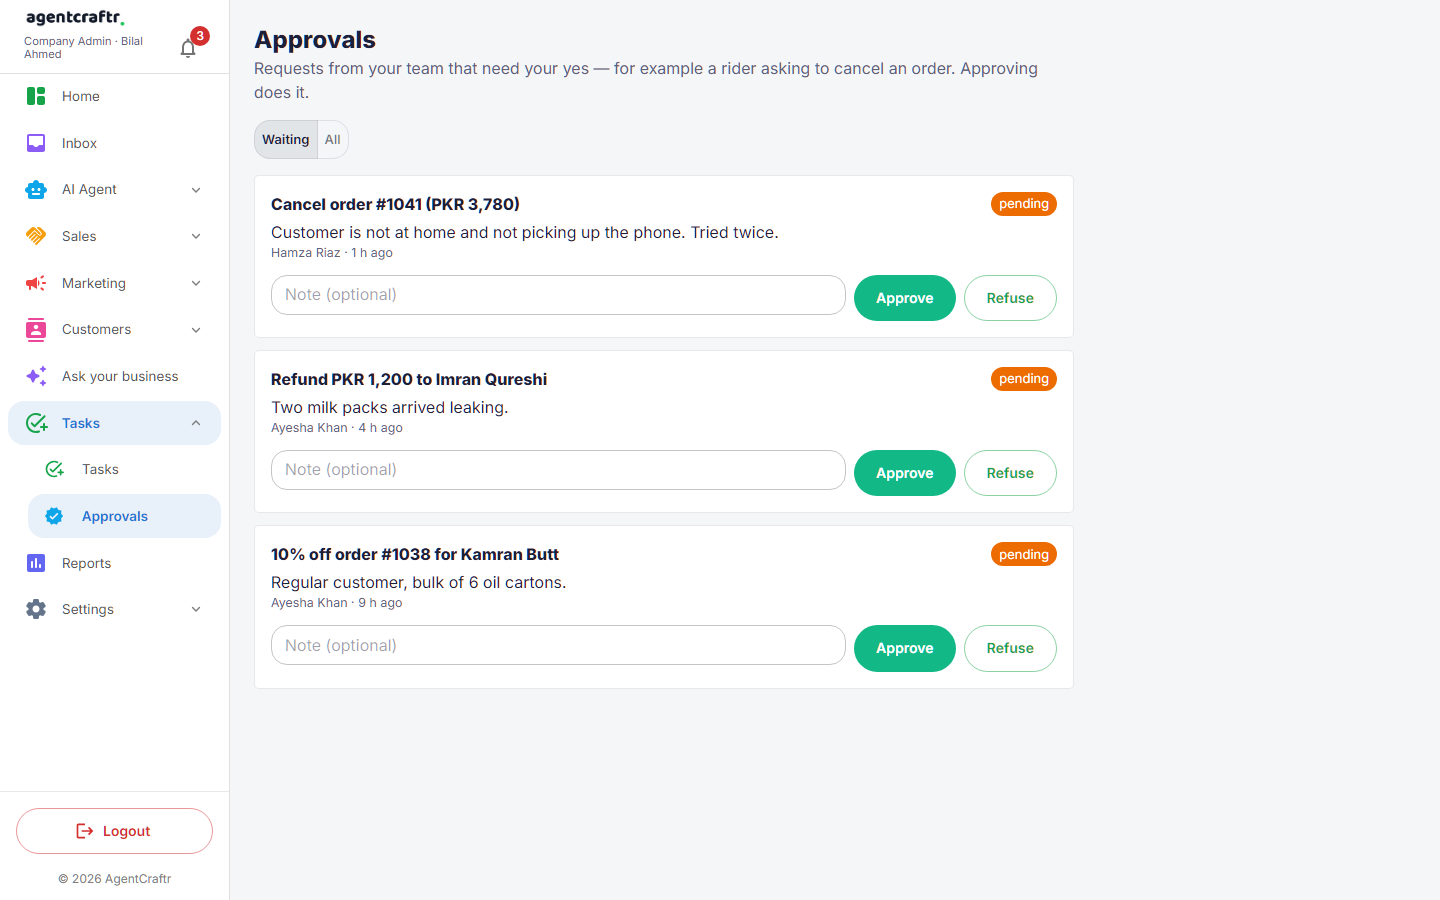 agentcraftr.
Company Admin · Bilal
Ahmed
3
Home
Inbox
AI Agent
Sales
Marketing
Customers
Ask your business
Tasks
Tasks
Approvals
Reports
Settings
Logout
© 2026 AgentCraftr
Approvals
Requests from your team that need your yes — for example a rider asking to cancel an order. Approving
does it.
Waiting
All
Cancel order #1041 (PKR 3,780)
pending
Customer is not at home and not picking up the phone. Tried twice.
Hamza Riaz · 1 h ago
Note (optional)
Approve
Refuse
Refund PKR 1,200 to Imran Qureshi
pending
Two milk packs arrived leaking.
Ayesha Khan · 4 h ago
Note (optional)
Approve
Refuse
10% off order #1038 for Kamran Butt
pending
Regular customer, bulk of 6 oil cartons.
Ayesha Khan · 9 h ago
Note (optional)
Approve
Refuse